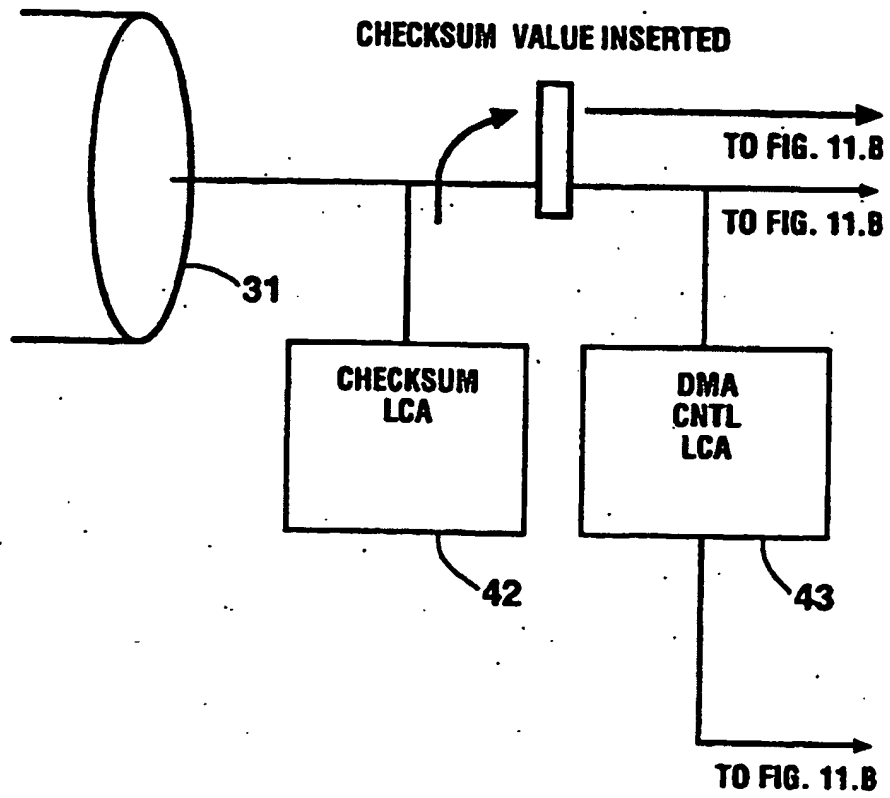 CHECKSUM VALUE INSERTED
TO FIG. 11.B
TO FIG. 11.B
31
CHECKSUM
LCA
DMA
CNTL
LCA
42
43
TO FIG. 11.B